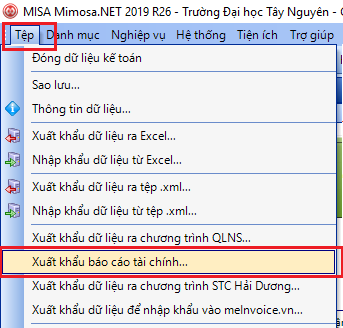 MISA Mimosa.NET 2019 R26 - Trường Đại học Tây Nguyên -
Tệp Danh mục Nghiệp vụ Hệ thống Tiện ích Trợ giúp
Đóng dữ liệu kế toán
Sao lưu...
Thông tin dữ liệu...
Xuất khẩu dữ liệu ra Excel...
Nhập khẩu dữ liệu từ Excel...
Xuất khẩu dữ liệu ra tệp .xml...
Nhập khẩu dữ liệu từ tệp .xml...
Xuất khẩu dữ liệu ra chương trình QLNS...
Xuất khẩu báo cáo tài chính...
Xuất khẩu dữ liệu ra chương trình STC Hải Dương...
Xuất khẩu dữ liệu để nhập khẩu vào meInvoice.vn...